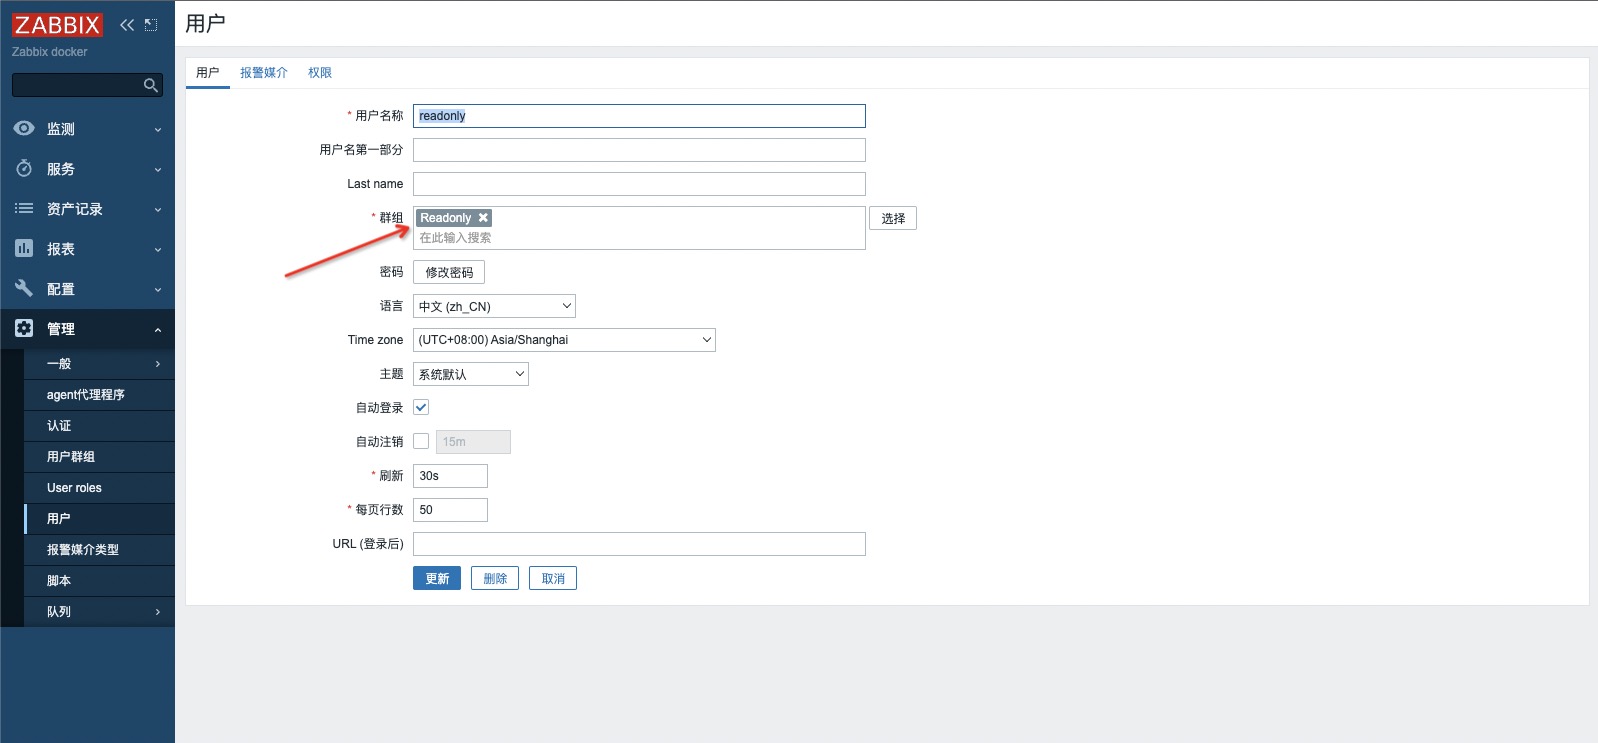 ZABBIX
Zabbix docker
监测
服务
资产记录
报表
配置
管理
一般
agent代理程序
认证
用户群组
User roles
用户
报警媒介类型
脚本
队列
用户
用户 报警媒介 权限
* 用户名称 readonly
用户名第一部分
Last name
* 群组 Readonly 选择
在此输入搜索
密码 修改密码
语言 中文 (zh_CN)
Time zone (UTC+08:00) Asia/Shanghai
主题 系统默认
自动登录
自动注销 15m
* 刷新 30s
* 每页行数 50
URL (登录后)
更新 删除 取消